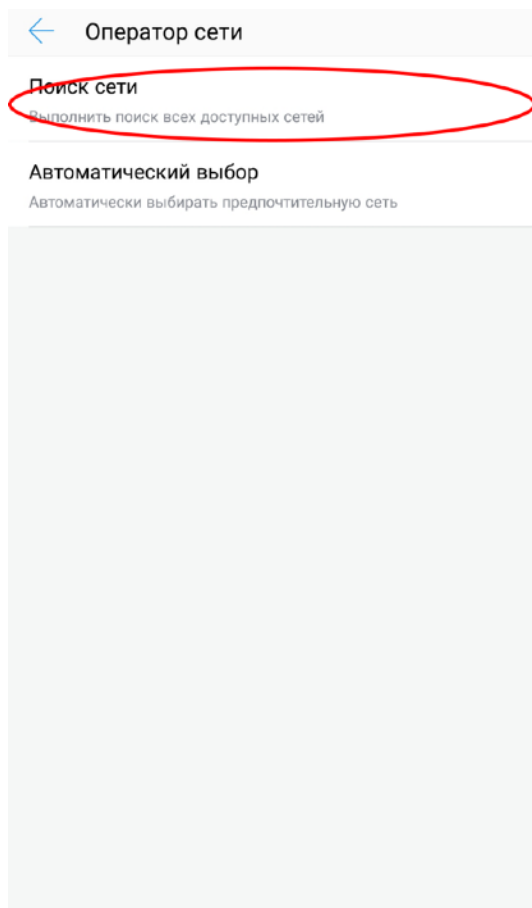 Оператор сети
Поиск сети
Выполнить поиск всех доступных сетей
Автоматический выбор
Автоматически выбирать предпочтительную сеть